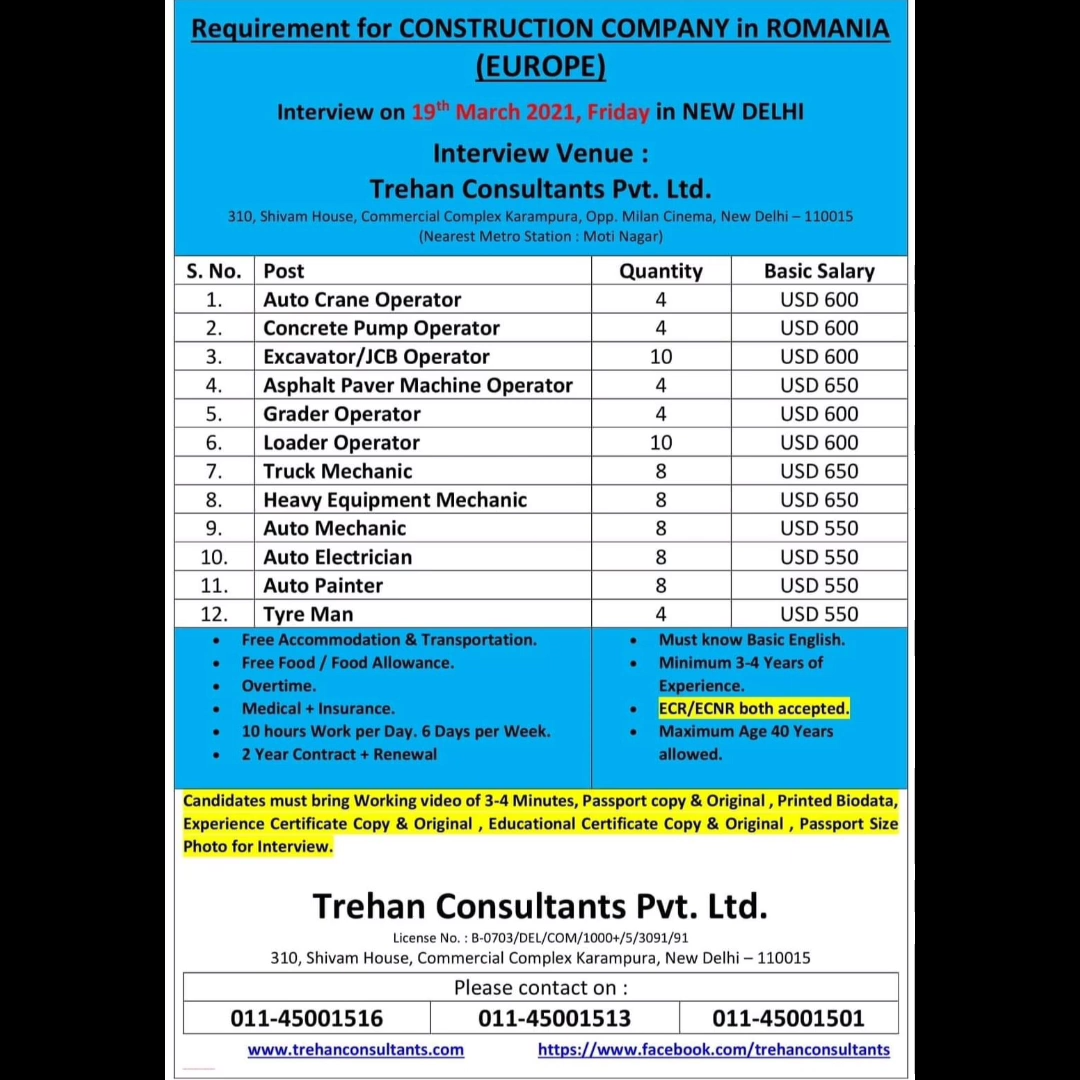 Requirement for CONSTRUCTION COMPANY in ROMANIA
(EUROPE)
Interview on 19th March 2021, Friday in NEW DELHI
Interview Venue :
Trehan Consultants Pvt. Ltd.
310, Shivam House, Commercial Complex Karampura, Opp. Milan Cinema, New Delhi – 110015
(Nearest Metro Station : Moti Nagar)
S. No. Post Quantity Basic Salary
1. Auto Crane Operator 4 USD 600
2. Concrete Pump Operator 4 USD 600
3. Excavator/JCB Operator 10 USD 600
4. Asphalt Paver Machine Operator 4 USD 650
5. Grader Operator 4 USD 600
6. Loader Operator 10 USD 600
7. Truck Mechanic 8 USD 650
8. Heavy Equipment Mechanic 8 USD 650
9. Auto Mechanic 8 USD 550
10. Auto Electrician 8 USD 550
11. Auto Painter 8 USD 550
12. Tyre Man 4 USD 550
• Free Accommodation & Transportation.
• Free Food / Food Allowance.
• Overtime.
• Medical + Insurance.
• 10 hours Work per Day. 6 Days per Week.
• 2 Year Contract + Renewal
• Must know Basic English.
• Minimum 3-4 Years of
Experience.
• ECR/ECNR both accepted.
• Maximum Age 40 Years
allowed.
Candidates must bring Working video of 3-4 Minutes, Passport copy & Original , Printed Biodata,
Experience Certificate Copy & Original , Educational Certificate Copy & Original , Passport Size
Photo for Interview.
Trehan Consultants Pvt. Ltd.
License No. : B-0703/DEL/COM/1000+/5/3091/91
310, Shivam House, Commercial Complex Karampura, New Delhi – 110015
Please contact on :
011-45001516 011-45001513 011-45001501
www.trehanconsultants.com https://www.facebook.com/trehanconsultants